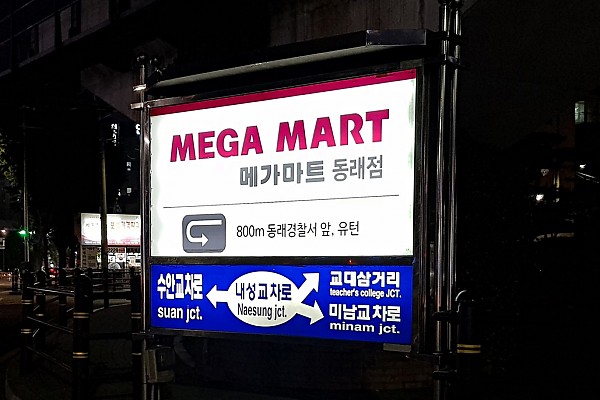 MEGA MART
메가마트 동래점
800m 동래경찰서 앞. 유턴
수안교차로
suan jct.
내성교차로
Naesung jct.
교대삼거리
teacher's college JCT.
미남교차로
minam jct.